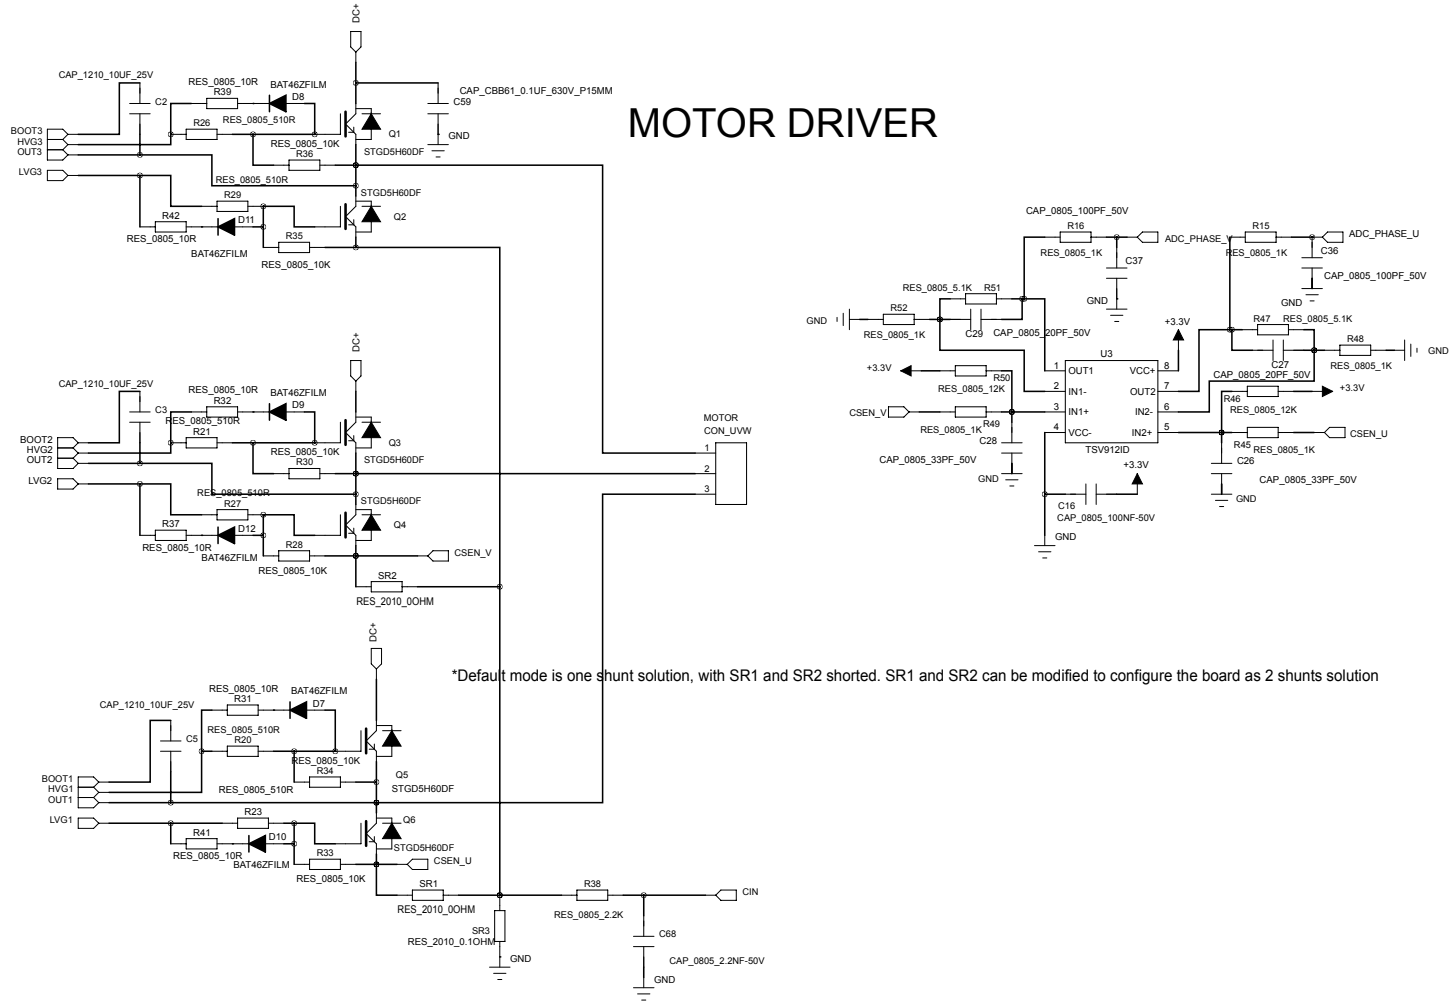 MOTOR DRIVER
DC+
CAP_1210_10UF_25V
C2
RES_0805_10R
R39
BAT46ZFILM
D8
RES_0805_510R
R26
BOOT3
HVG3
OUT3
LVG3
RES_0805_10K
R36
Q1
STGD5H60DF
CAP_CBB61_0.1UF_630V_P15MM
C59
GND
RES_0805_510R
R29
R42
RES_0805_10R
D11
BAT46ZFILM
R35
RES_0805_10K
STGD5H60DF
Q2
DC+
CAP_1210_10UF_25V
C3
RES_0805_10R
R32
BAT46ZFILM
D9
RES_0805_510R
R21
BOOT2
HVG2
OUT2
LVG2
RES_0805_10K
R30
Q3
STGD5H60DF
RES_0805_510R
R27
R37
RES_0805_10R
D12
BAT46ZFILM
R28
RES_0805_10K
STGD5H60DF
Q4
CSEN_V
SR2
RES_2010_0OHM
MOTOR
CON_UVW
1
2
3
DC+
RES_0805_10R
R31
BAT46ZFILM
D7
CAP_1210_10UF_25V
C5
RES_0805_510R
R20
BOOT1
HVG1
OUT1
LVG1
RES_0805_10K
R34
Q5
STGD5H60DF
RES_0805_510R
R23
R41
RES_0805_10R
D10
BAT46ZFILM
R33
RES_0805_10K
Q6
STGD5H60DF
CSEN_U
SR1
RES_2010_0OHM
SR3
RES_2010_0.1OHM
GND
R38
RES_0805_2.2K
CIN
C68
CAP_0805_2.2NF-50V
GND
*Default mode is one shunt solution, with SR1 and SR2 shorted. SR1 and SR2 can be modified to configure the board as 2 shunts solution
CAP_0805_100PF_50V
R16
RES_0805_1K
ADC_PHASE_V
C37
GND
R15
RES_0805_1K
ADC_PHASE_U
C36
CAP_0805_100PF_50V
GND
RES_0805_5.1K
R51
R52
RES_0805_1K
GND
C29
CAP_0805_20PF_50V
+3.3V
R47
RES_0805_5.1K
R48
RES_0805_1K
GND
C27
CAP_0805_20PF_50V
+3.3V
R50
RES_0805_12K
CSEN_V
R49
RES_0805_1K
C28
CAP_0805_33PF_50V
GND
U3
1
OUT1
2
IN1-
3
IN1+
4
VCC-
VCC+
8
OUT2
7
IN2-
6
IN2+
5
TSV912ID
R46
RES_0805_12K
+3.3V
R45
RES_0805_1K
CSEN_U
C26
CAP_0805_33PF_50V
GND
+3.3V
C16
CAP_0805_100NF-50V
GND